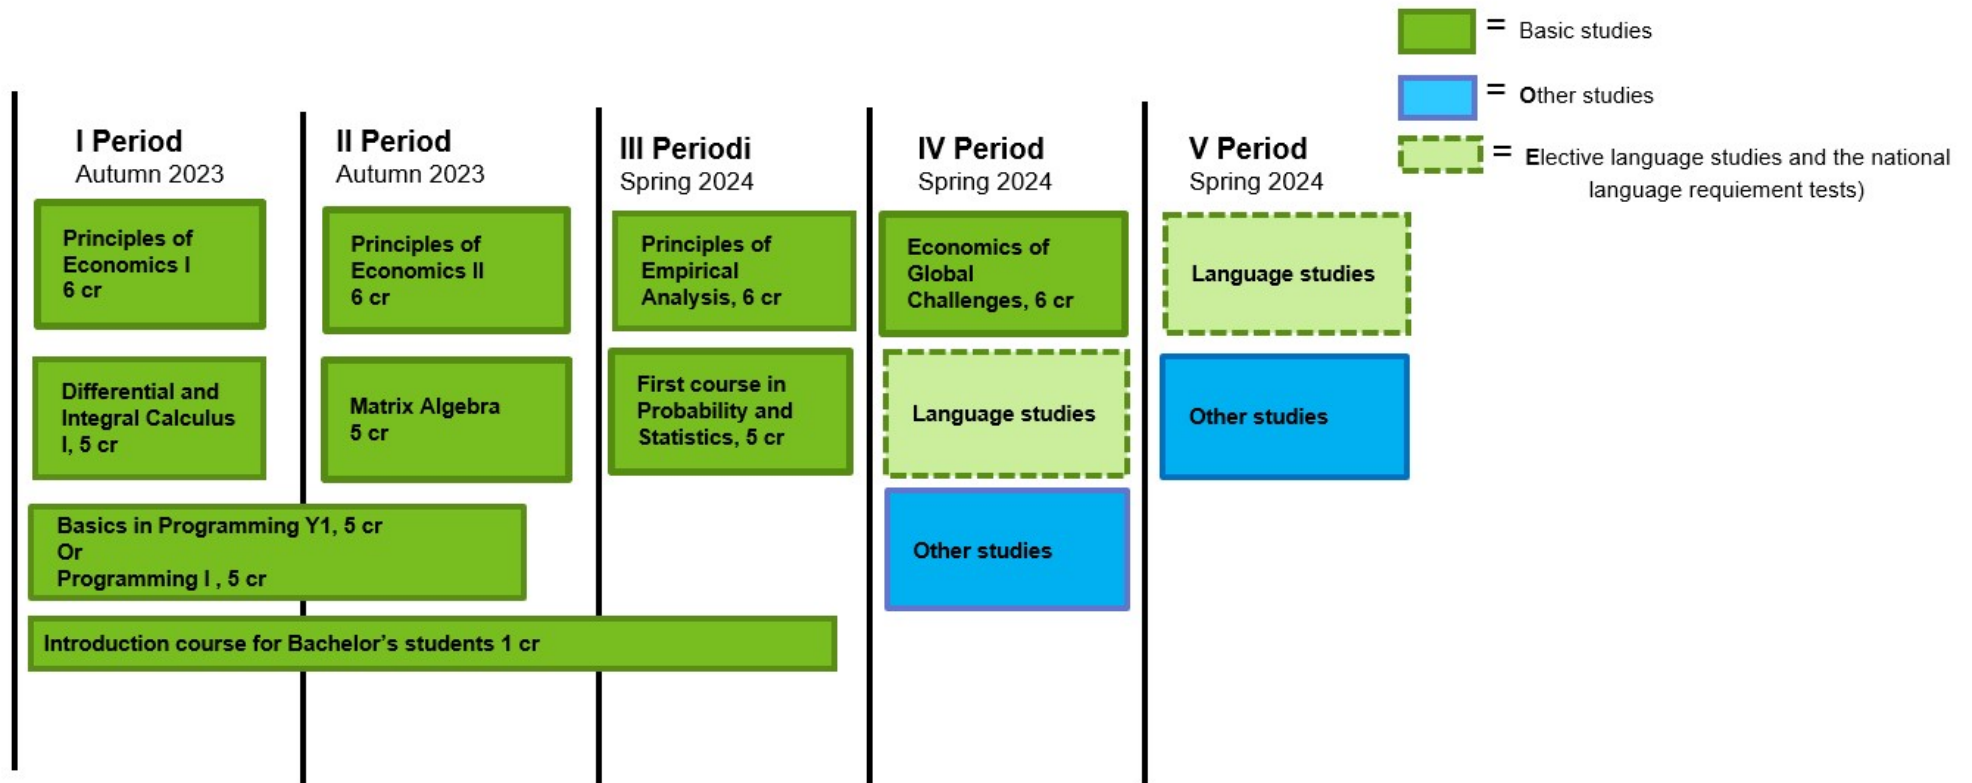 = Basic studies
= Other studies
= Elective language studies and the national
language requiement tests)
I Period
Autumn 2023
II Period
Autumn 2023
III Periodi
Spring 2024
IV Period
Spring 2024
V Period
Spring 2024
Principles of
Economics I
6 cr
Principles of
Economics II
6 cr
Principles of
Empirical
Analysis, 6 cr
Economics of
Global
Challenges, 6 cr
Language studies
Differential and
Integral Calculus
I, 5 cr
Matrix Algebra
5 cr
First course in
Probability and
Statistics, 5 cr
Language studies
Other studies
Basics in Programming Y1, 5 cr
Or
Programming I , 5 cr
Other studies
Introduction course for Bachelor’s students 1 cr